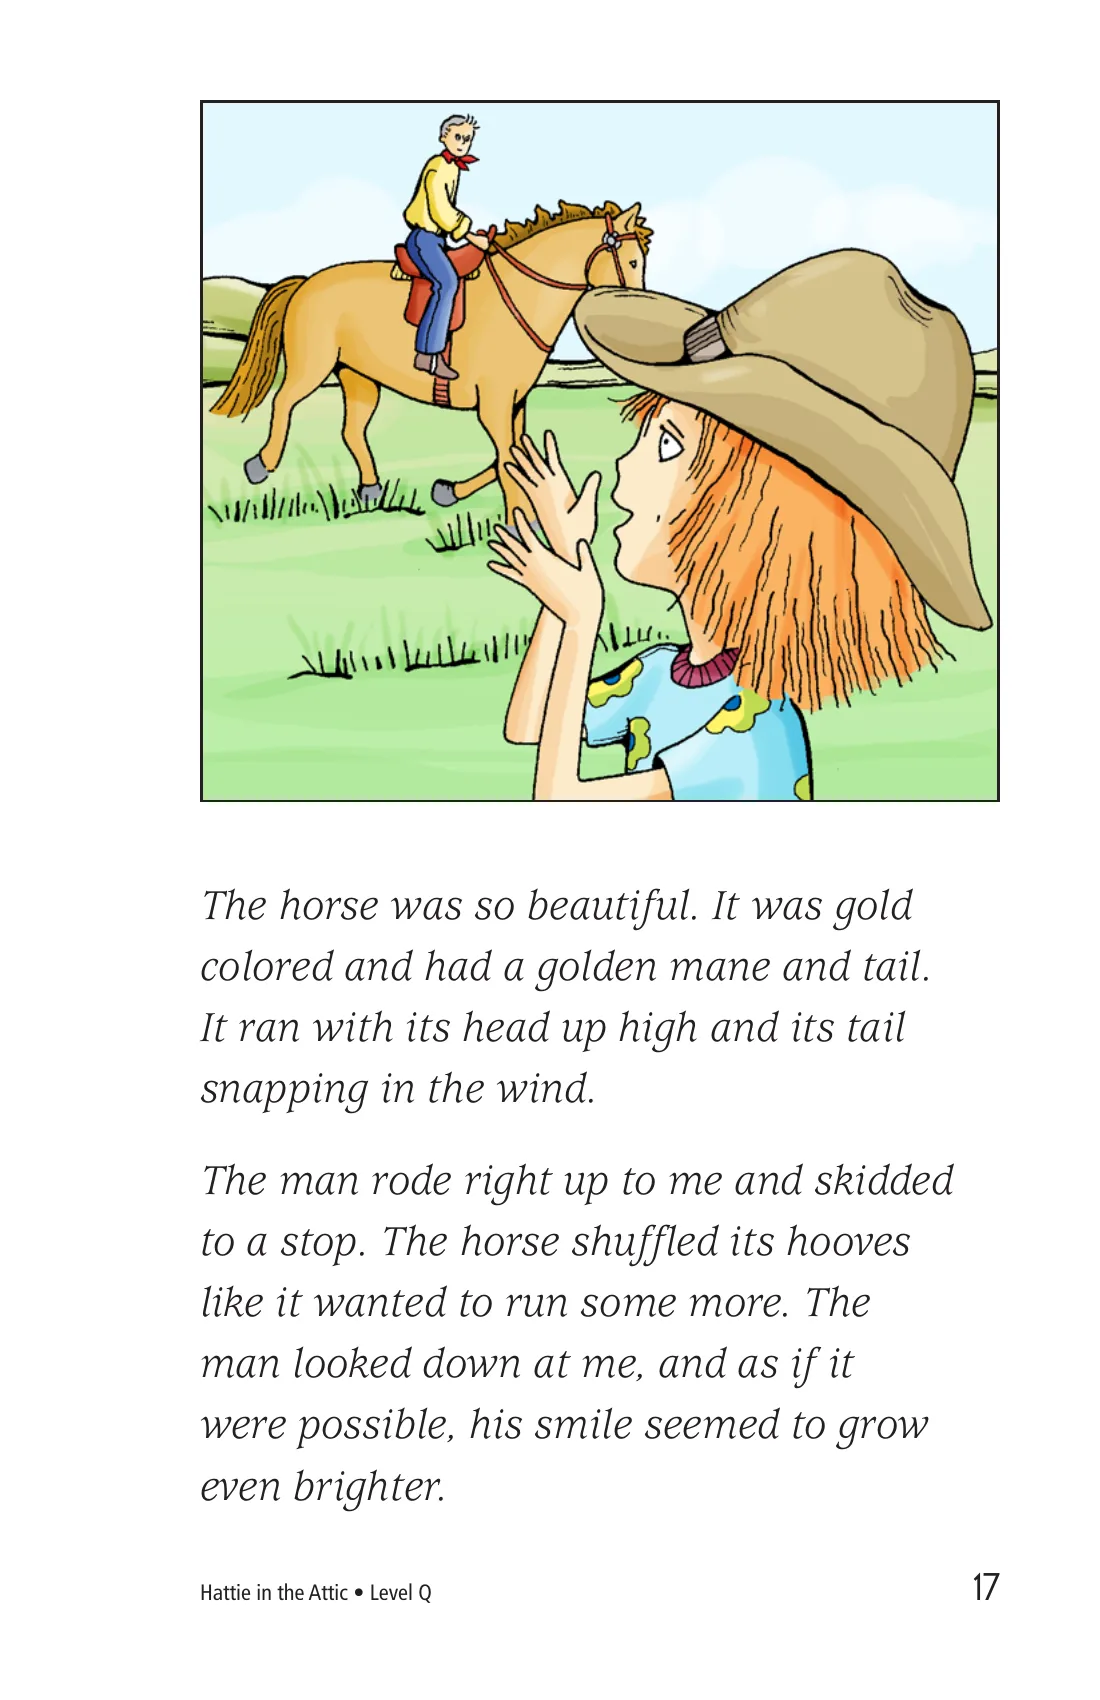 The horse was so beautiful. It was gold
colored and had a golden mane and tail.
It ran with its head up high and its tail
snapping in the wind.
The man rode right up to me and skidded
to a stop. The horse shuffled its hooves
like it wanted to run some more. The
man looked down at me, and as if it
were possible, his smile seemed to grow
even brighter.
Hattie in the Attic • Level Q
17